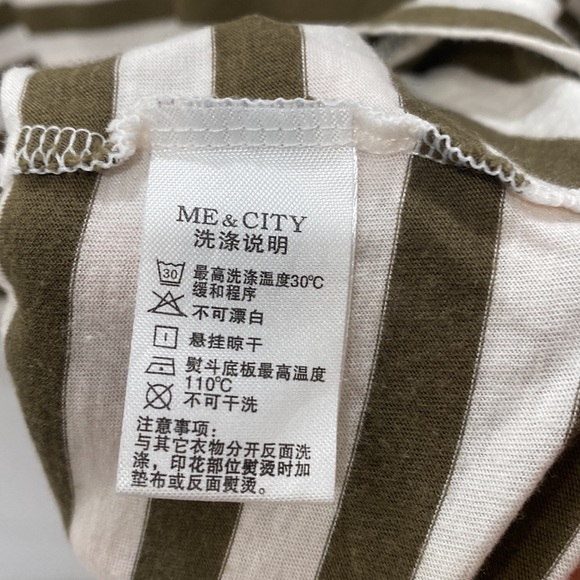 ME & CITY
洗涤说明
30 最高洗涤温度30℃
缓和程序
不可漂白
悬挂晾干
熨斗底板最高温度
110℃
不可干洗
注意事项:
与其它衣物分开反面洗
涤,印花部位熨烫时加
垫布或反面熨烫。